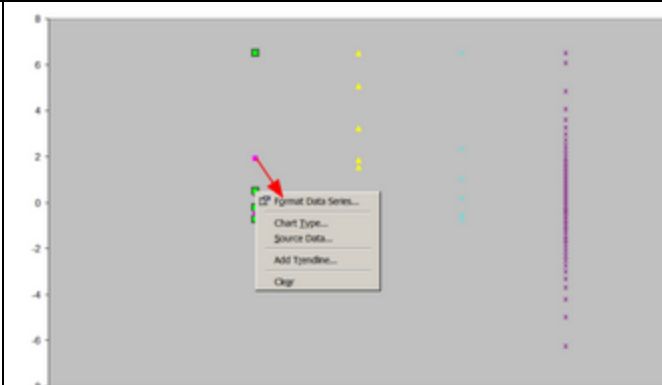 8
6
4
2
0
-2
-4
-6
Format Data Series...
Chart Type...
Source Data...
Add Trendline...
Clear